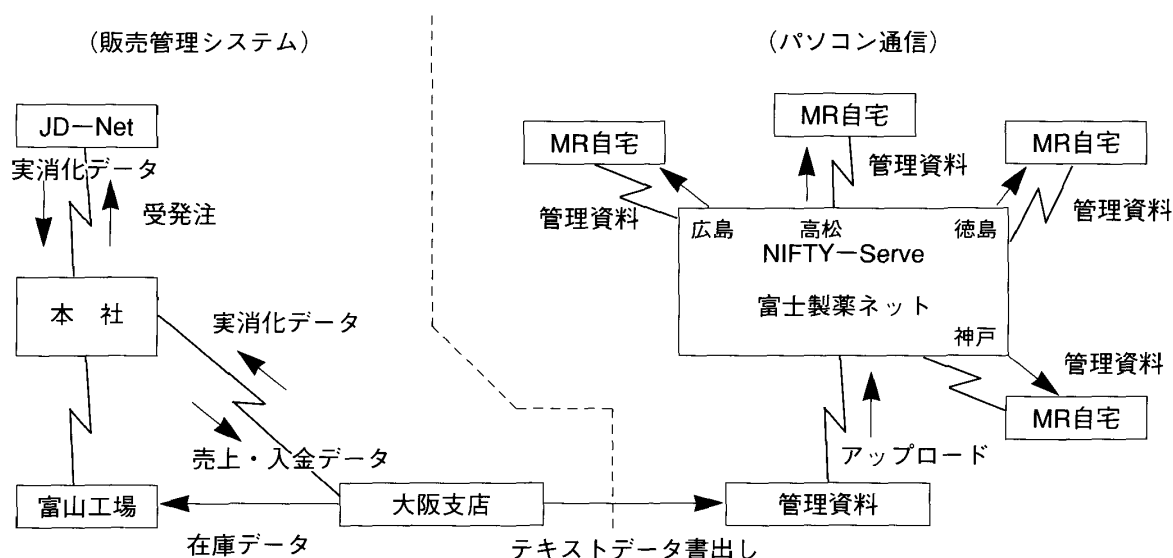 （販売管理システム）
（パソコン通信）
JD－Net
MR自宅
MR自宅
MR自宅
実消化データ
管理資料
受発注
管理資料
管理資料
広島
高松
徳島
NIFTY－Serve
本　社
富士製薬ネット
実消化データ
神戸
管理資料
MR自宅
売上・入金データ
アップロード
富山工場
大阪支店
管理資料
在庫データ
テキストデータ書出し